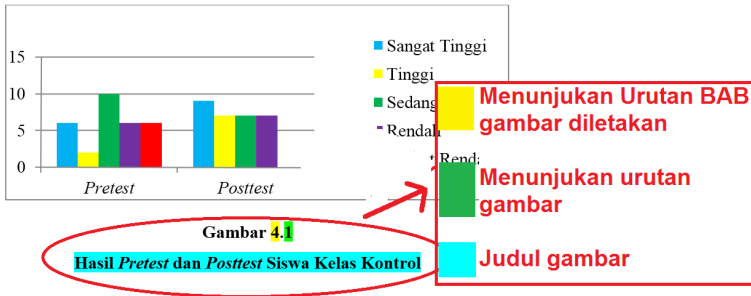 15
10
5
0
Pretest
Posttest
Sangat Tinggi
Tinggi
Sedang
Rendah
t Renda
Gambar 4.1
Hasil Pretest dan Posttest Siswa Kelas Kontrol
Menunjukan Urutan BAB
gambar diletakan
Menunjukan urutan
gambar
Judul gambar